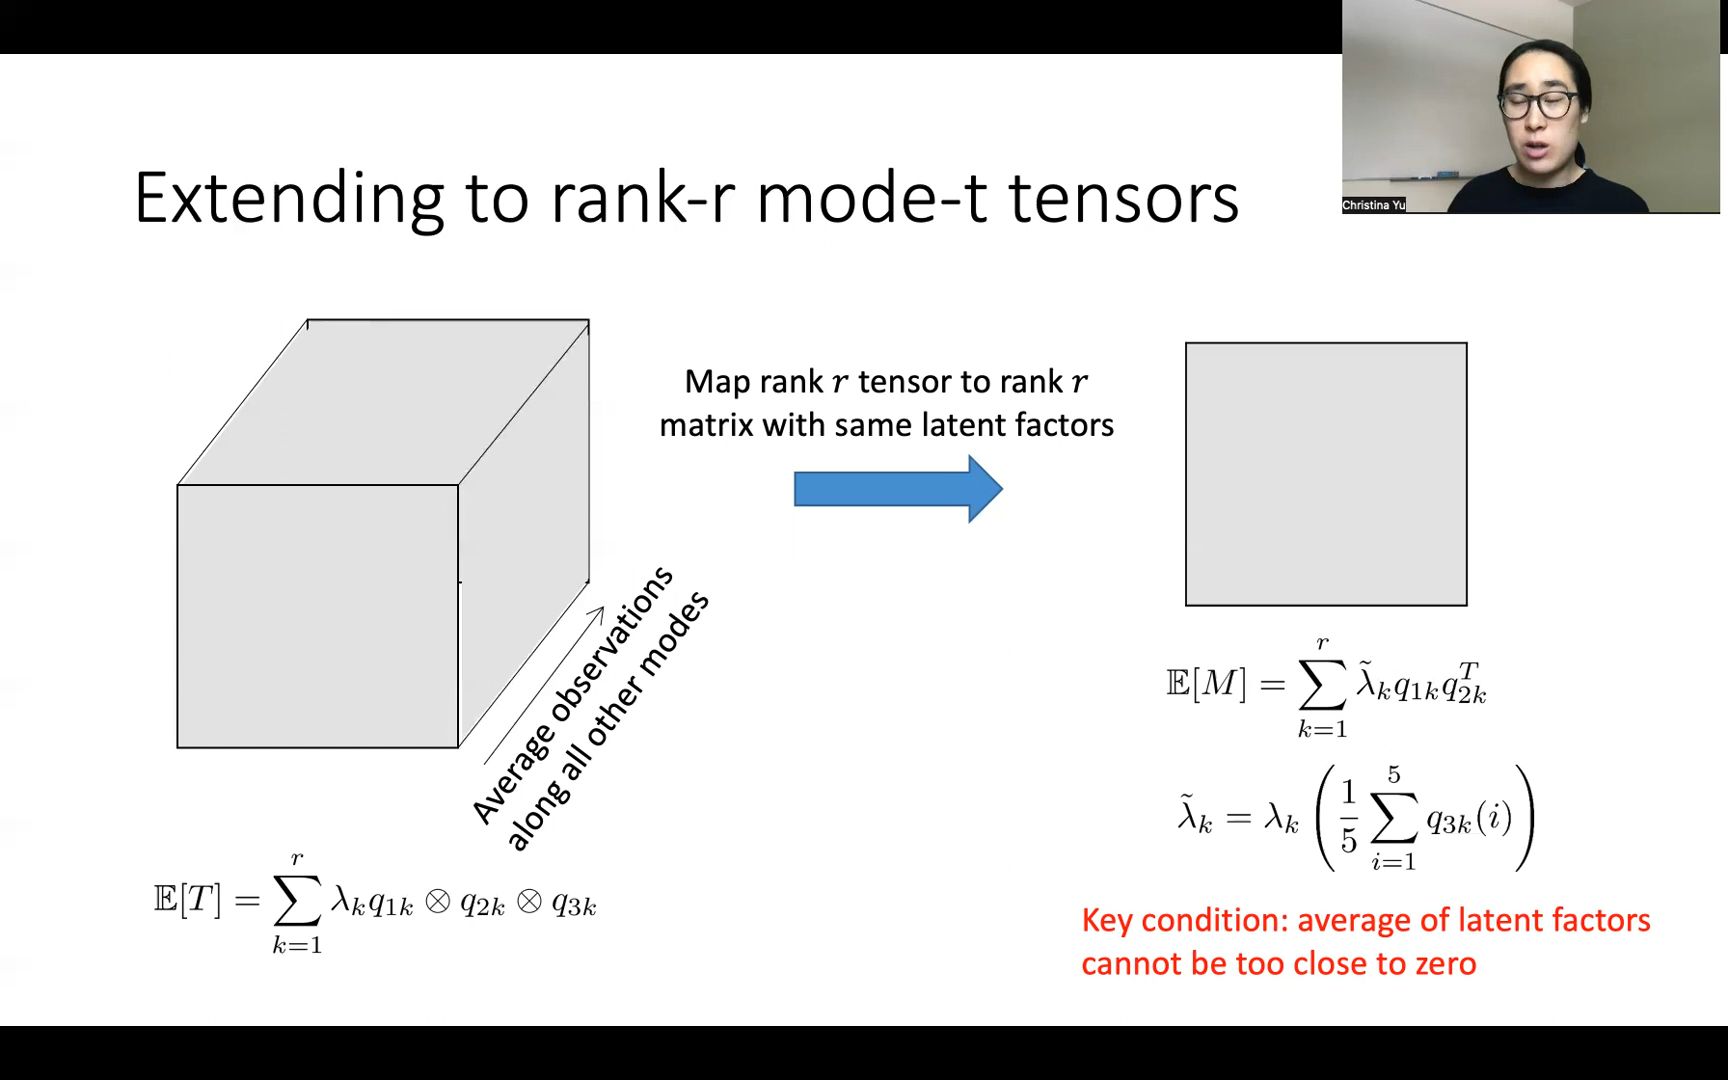 Christina Yu
Extending to rank-r mode-t tensors
Map rank r tensor to rank r
matrix with same latent factors
Average observations
along all other modes
𝔼[T] = ∑_{k=1}^{r} λ_k q_{1k} ⊗ q_{2k} ⊗ q_{3k}
𝔼[M] = ∑_{k=1}^{r} λ̃_k q_{1k} q_{2k}^T
λ̃_k = λ_k ( 1/5 ∑_{i=1}^{5} q_{3k}(i) )
Key condition: average of latent factors
cannot be too close to zero